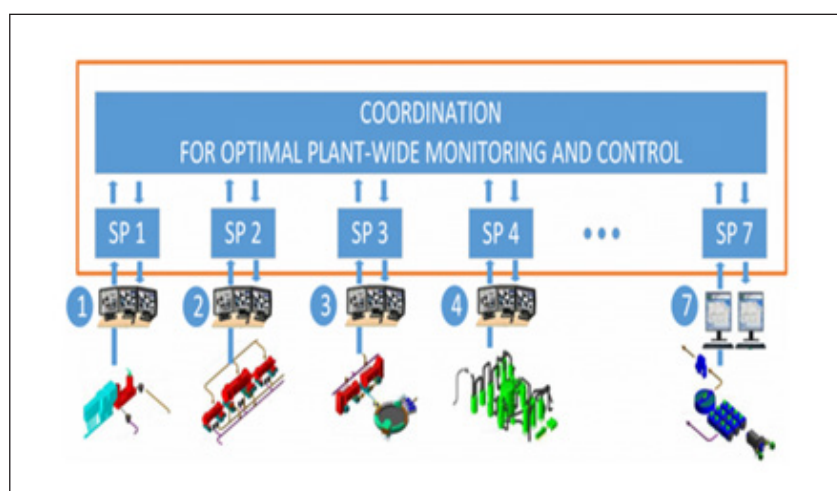 COORDINATION
FOR OPTIMAL PLANT-WIDE MONITORING AND CONTROL
SP 1 SP 2 SP 3 SP 4 ••• SP 7
1 2 3 4 7